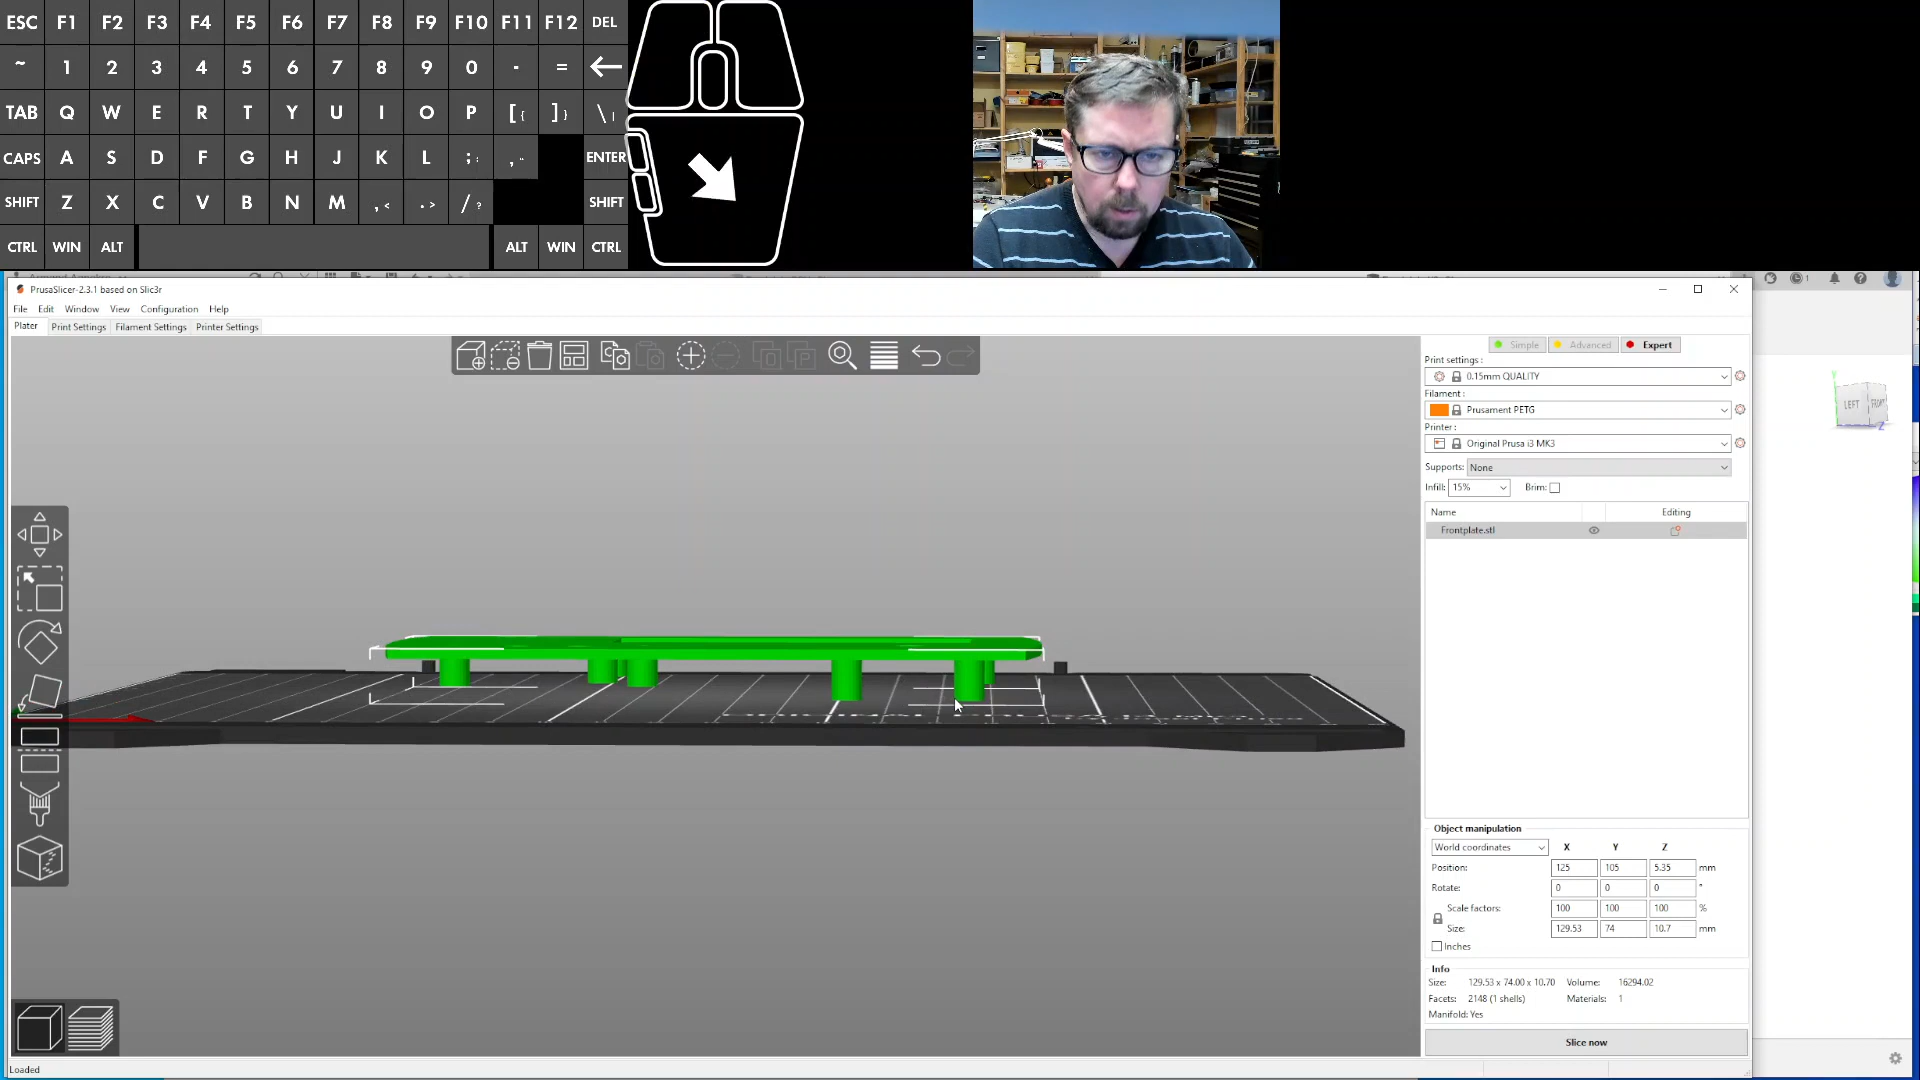 ESC F1 F2 F3 F4 F5 F6 F7 F8 F9 F10 F11 F12 DEL
~ 1 2 3 4 5 6 7 8 9 0 - =
TAB Q W E R T Y U I O P [{ ]} \|
CAPS A S D F G H J K L ;: ,¨ ENTER
SHIFT Z X C V B N M ,< .> /? SHIFT
CTRL WIN ALT ALT WIN CTRL
PrusaSlicer-2.3.1 based on Slic3r
File Edit Window View Configuration Help
Plater Print Settings Filament Settings Printer Settings
Simple Advanced Expert
Print settings :
0.15mm QUALITY
Filament :
Prusament PETG
Printer :
Original Prusa i3 MK3
Supports: None
Infill: 15% Brim:
Name Editing
Frontplate.stl
Object manipulation
World coordinates X Y Z
Position: 125 105 5.35 mm
Rotate: 0 0 0 °
Scale factors: 100 100 100 %
Size: 129.53 74 10.7 mm
Inches
Info
Size: 129.53 x 74.00 x 10.70 Volume: 16294.02
Facets: 2148 (1 shells) Materials: 1
Manifold: Yes
Slice now
Loaded
LEFT FRONT
Y
Z